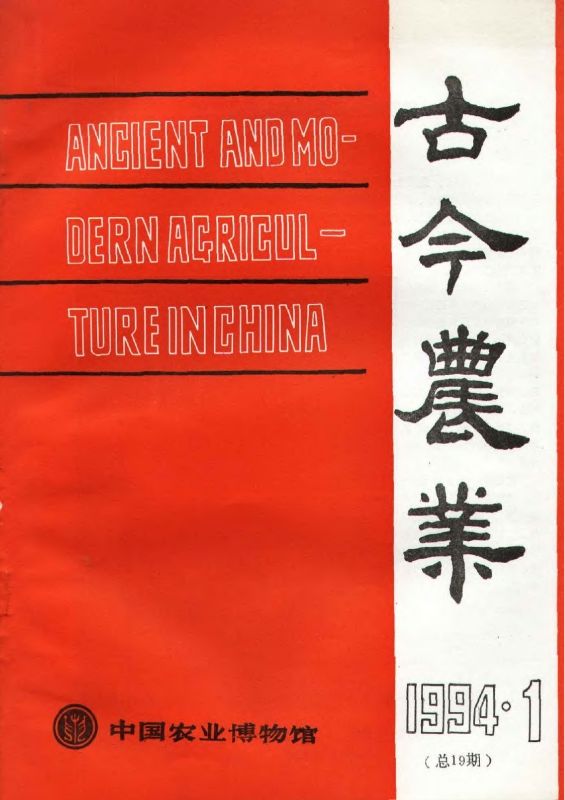 ANCIENT AND MO-
DERN AGRICUL-
TURE IN CHINA
古今農業
1994·1
(总19期)
中国农业博物馆